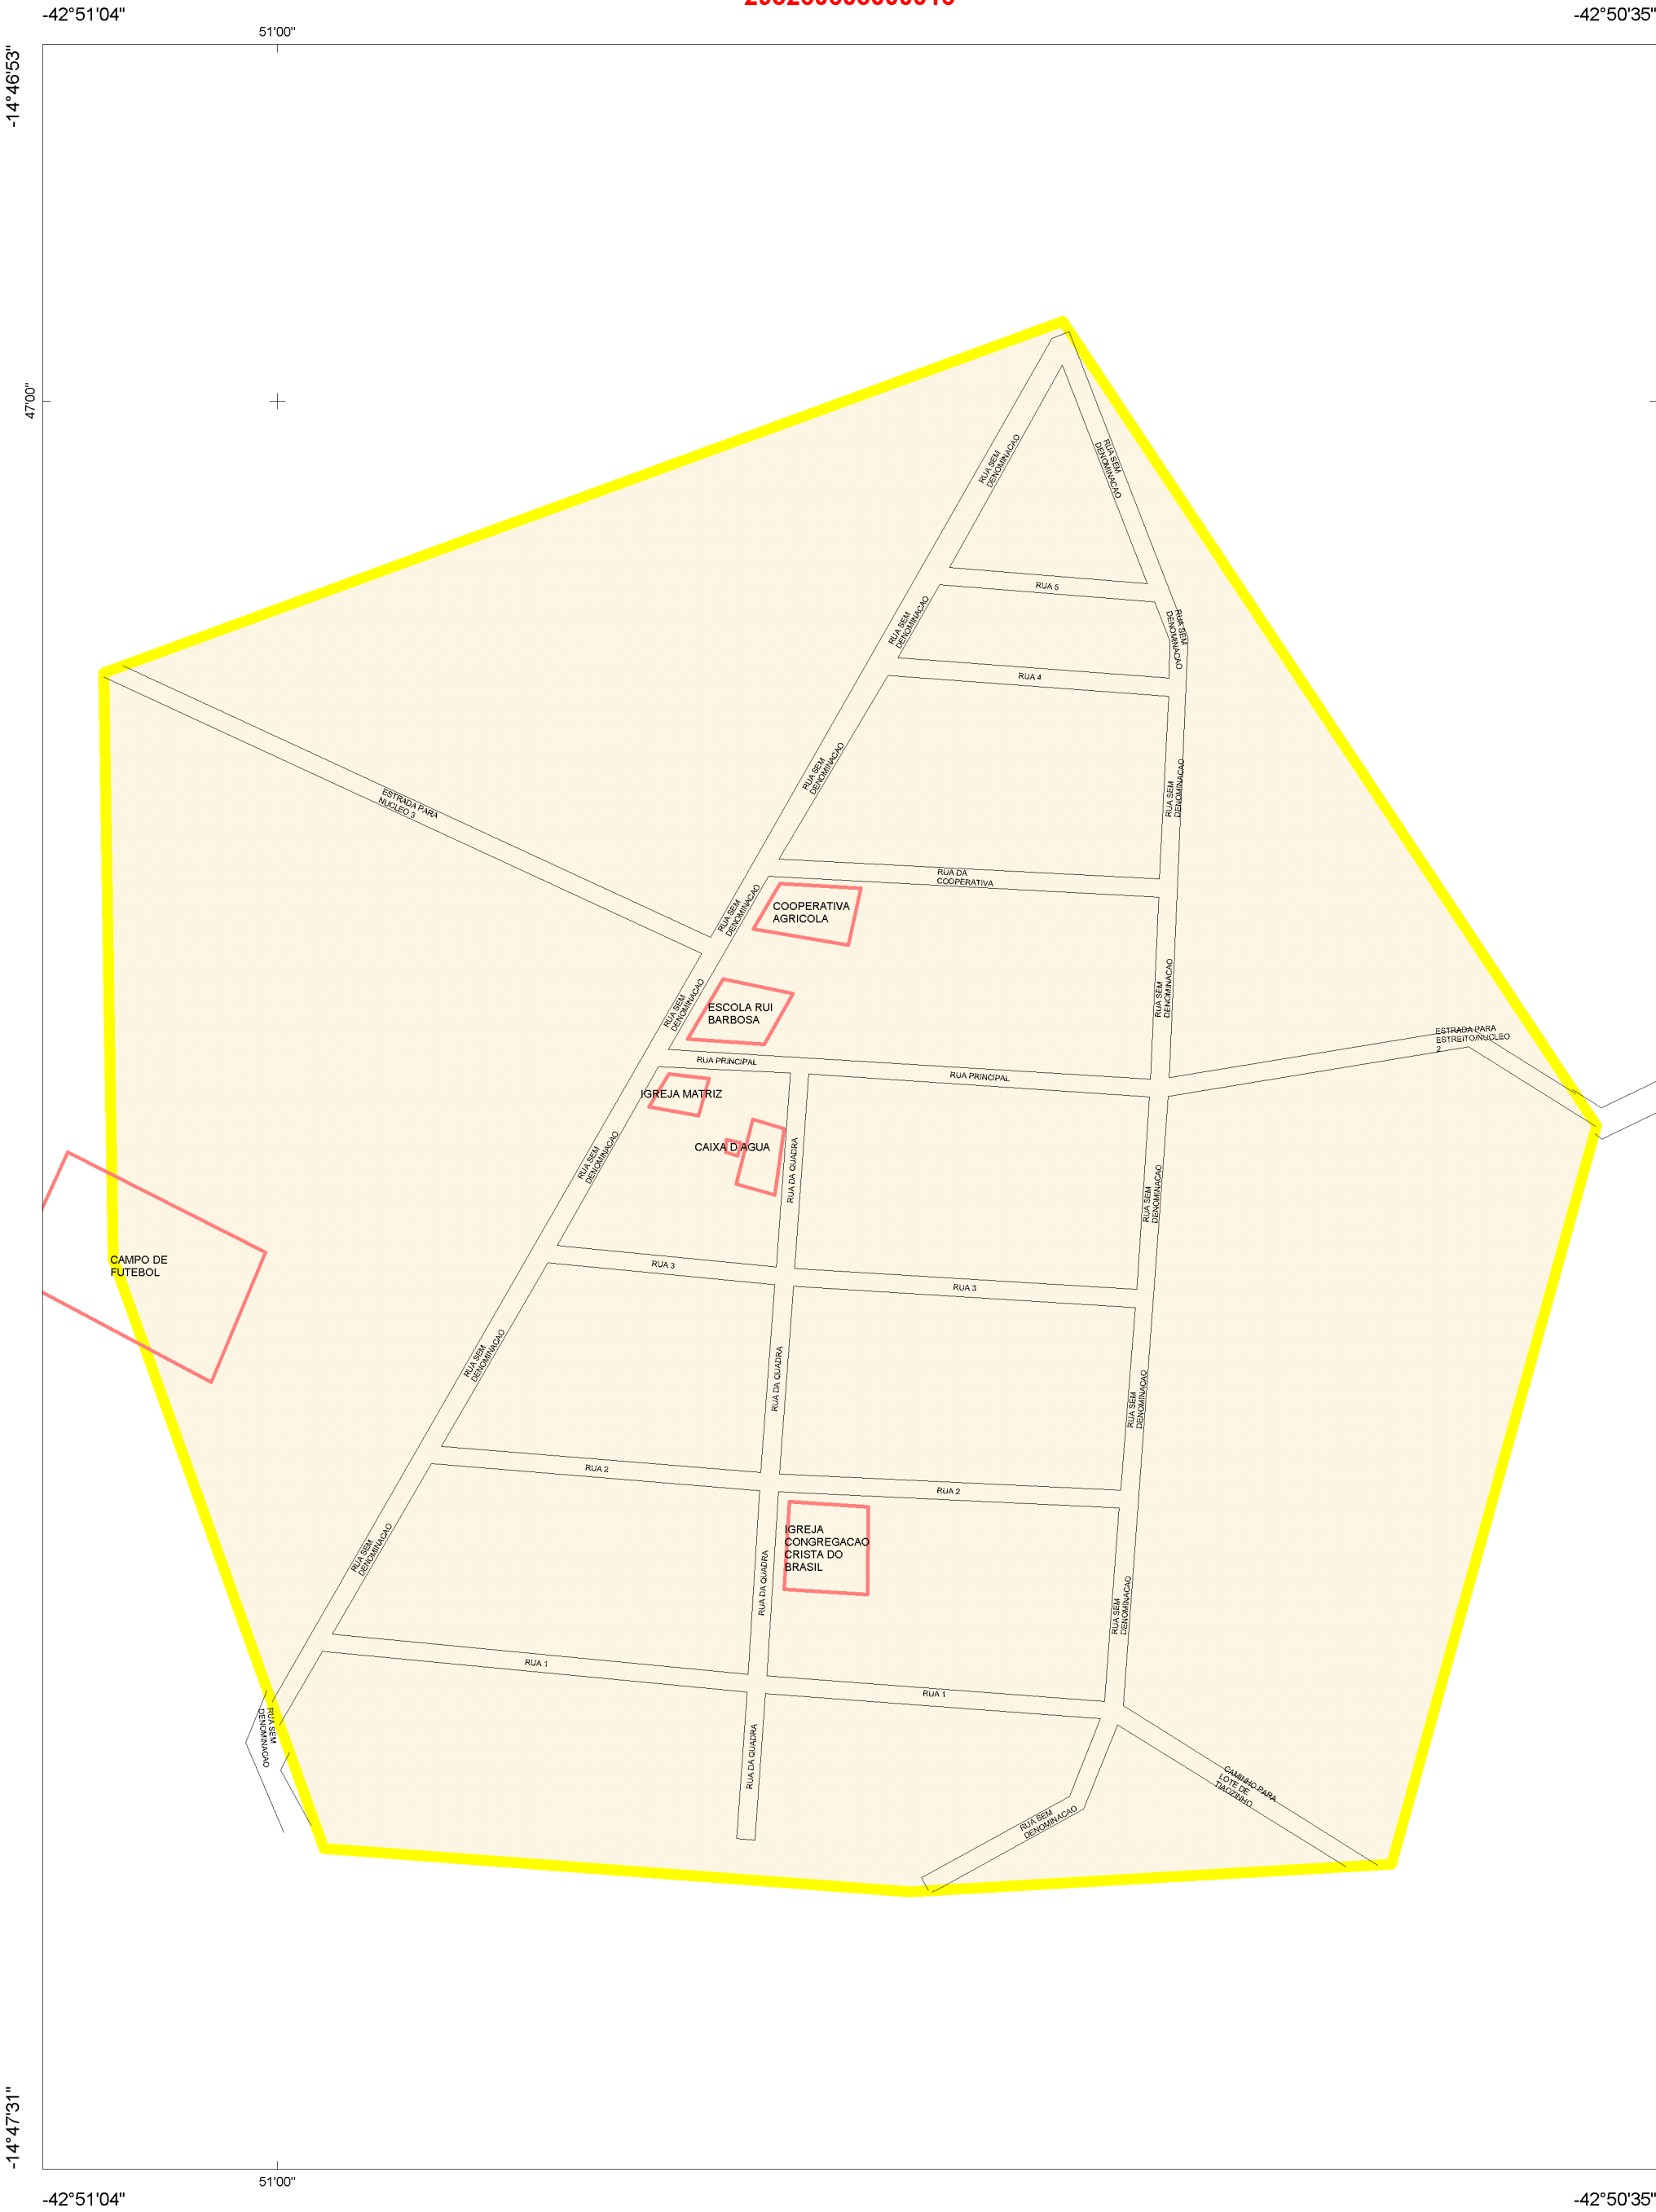 -42°51'04"
-42°50'35"
51'00"
-14°46'53"
47'00"
RUA SEM
DENOMINACAO
RUA SEM
DENOMINACAO
RUA 5
RUA SEM
DENOMINACAO
RUA SEM
DENOMINACAO
RUA 4
RUA SEM
DENOMINACAO
RUA SEM
DENOMINACAO
ESTRADA PARA
NUCLEO 3
RUA DA
COOPERATIVA
RUA SEM
DENOMINACAO
COOPERATIVA
AGRICOLA
RUA SEM
DENOMINACAO
RUA SEM
DENOMINACAO
ESCOLA RUI
BARBOSA
ESTRADA PARA
ESTREITO/NUCLEO
2
RUA PRINCIPAL
RUA PRINCIPAL
IGREJA MATRIZ
CAIXA D AGUA
RUA SEM
DENOMINACAO
RUA DA QUADRA
RUA SEM
DENOMINACAO
CAMPO DE
FUTEBOL
RUA 3
RUA 3
RUA SEM
DENOMINACAO
RUA DA QUADRA
RUA SEM
DENOMINACAO
RUA 2
RUA 2
IGREJA
CONGREGACAO
CRISTA DO
BRASIL
RUA SEM
DENOMINACAO
RUA DA QUADRA
RUA SEM
DENOMINACAO
RUA 1
RUA 1
RUA SEM
DENOMINACAO
RUA DA QUADRA
RUA SEM
DENOMINACAO
CAMINHO PARA
LOTE DE
TIAOZINHO
-14°47'31"
51'00"
-42°51'04"
-42°50'35"